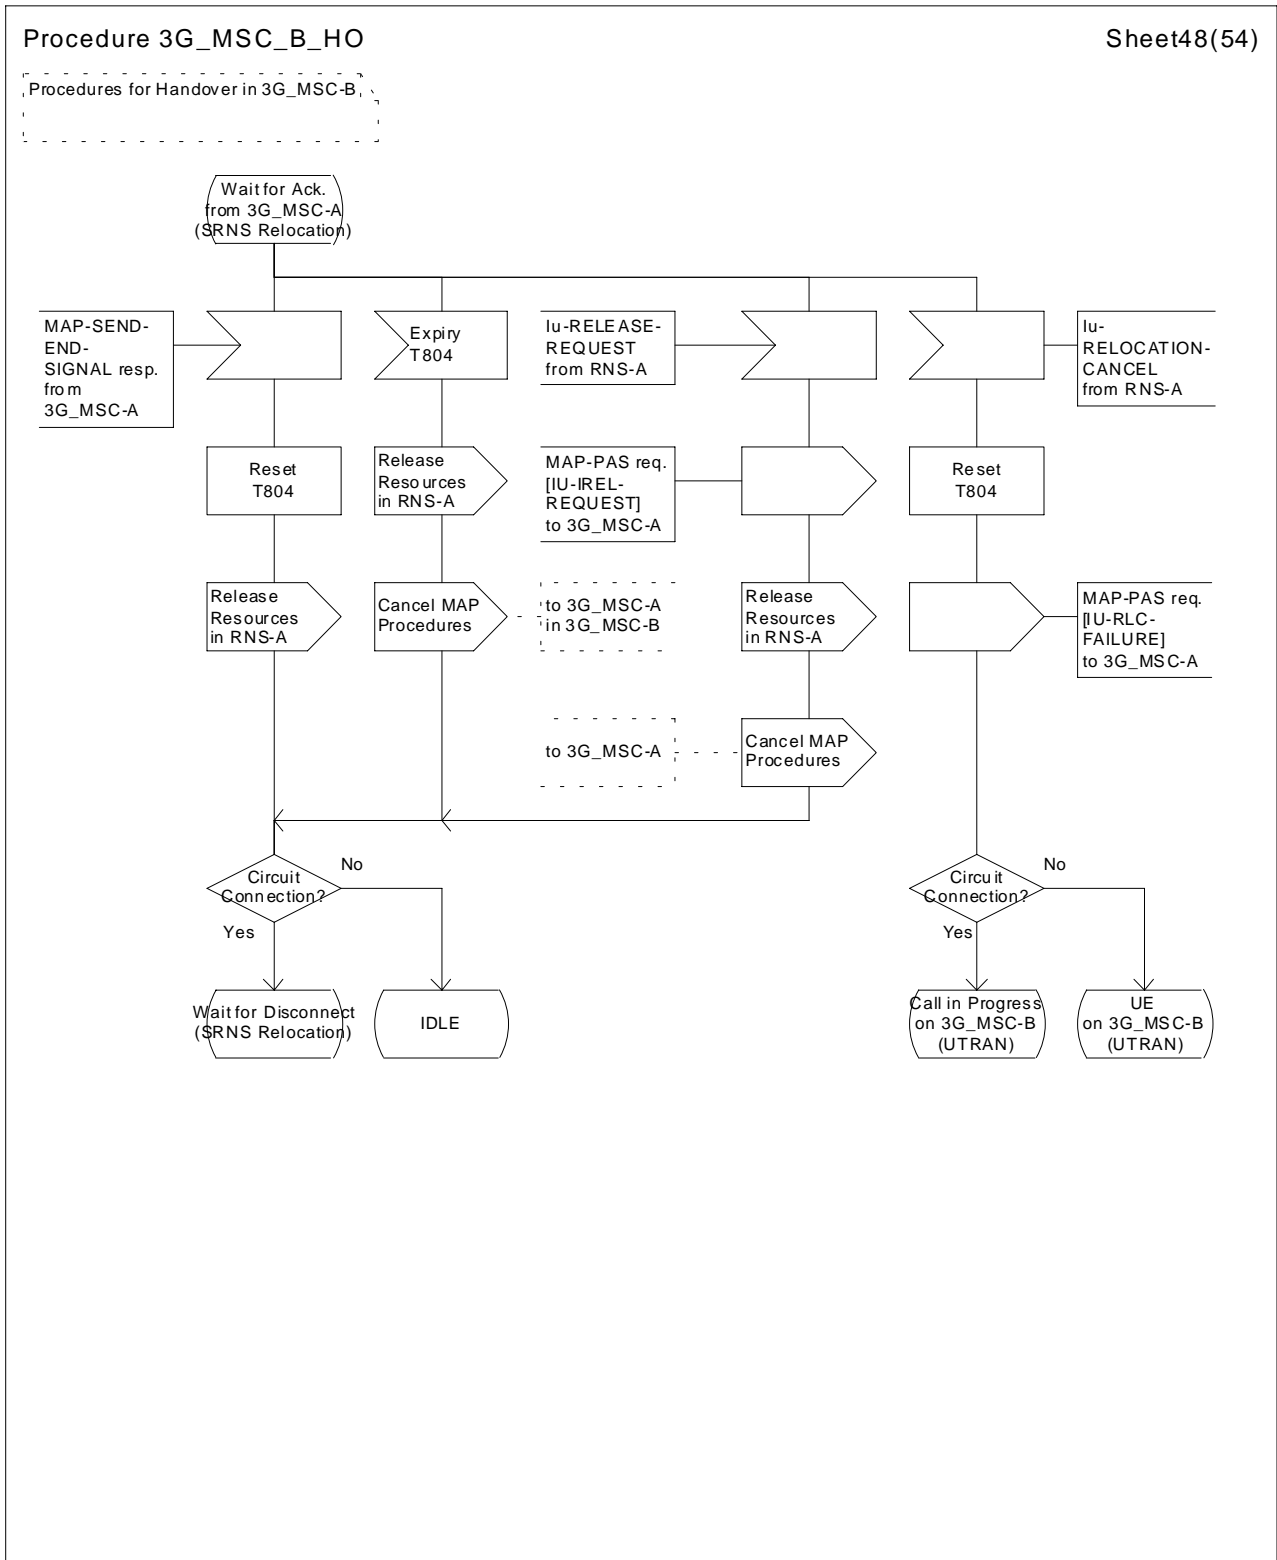 Procedure 3G_MSC_B_HO
Sheet48(54)
Procedures for Handover in 3G_MSC-B
Wait for Ack.
from 3G_MSC-A
(SRNS Relocation)
MAP-SEND-
END-
SIGNAL resp.
from
3G_MSC-A
Expiry
T804
Iu-RELEASE-
REQUEST
from RNS-A
Iu-
RELOCATION-
CANCEL
from RNS-A
Reset
T804
Release
Resources
in RNS-A
MAP-PAS req.
[IU-IREL-
REQUEST]
to 3G_MSC-A
Reset
T804
Release
Resources
in RNS-A
Cancel MAP
Procedures
to 3G_MSC-A
in 3G_MSC-B
Release
Resources
in RNS-A
MAP-PAS req.
[IU-RLC-
FAILURE]
to 3G_MSC-A
to 3G_MSC-A
Cancel MAP
Procedures
Circuit
Connection?
No
Yes
Circuit
Connection?
No
Yes
Wait for Disconnect
(SRNS Relocation)
IDLE
Call in Progress
on 3G_MSC-B
(UTRAN)
UE
on 3G_MSC-B
(UTRAN)